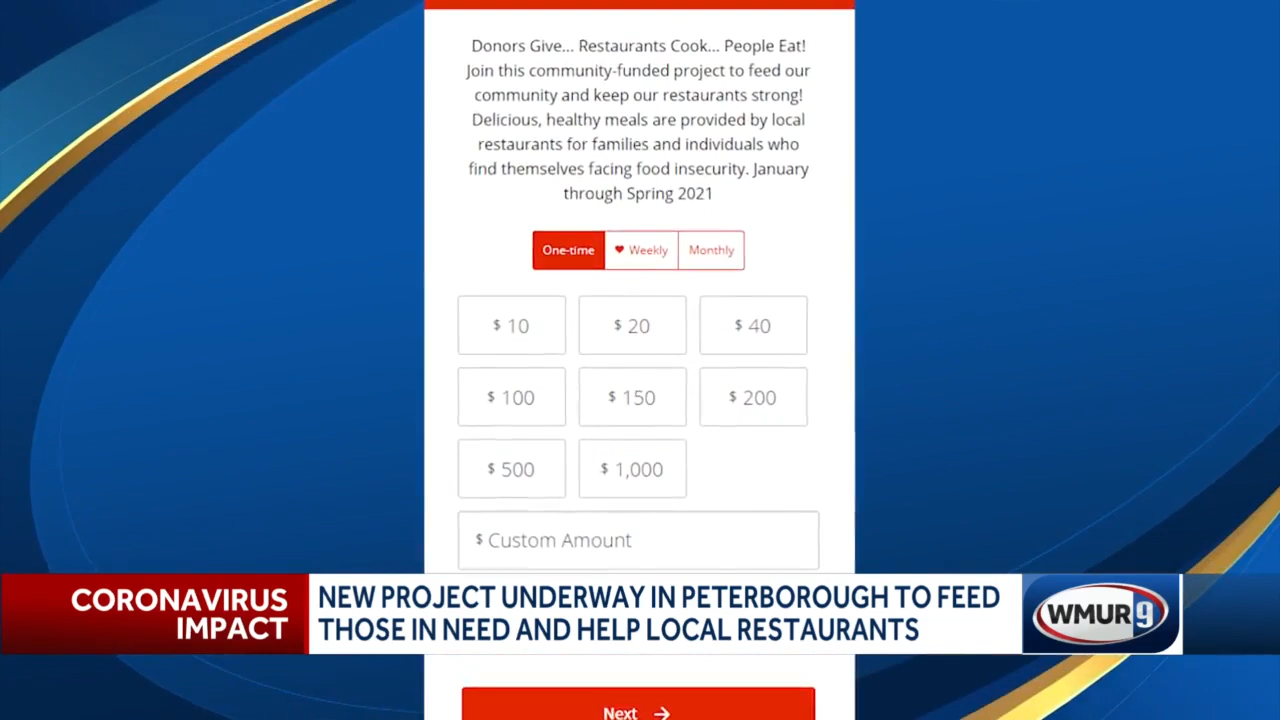 Donors Give... Restaurants Cook... People Eat!
Join this community-funded project to feed our
community and keep our restaurants strong!
Delicious, healthy meals are provided by local
restaurants for families and individuals who
find themselves facing food insecurity. January
through Spring 2021
One-time Weekly Monthly
$ 10 $ 20 $ 40
$ 100 $ 150 $ 200
$ 500 $ 1,000
$ Custom Amount
CORONAVIRUS
IMPACT
NEW PROJECT UNDERWAY IN PETERBOROUGH TO FEED
THOSE IN NEED AND HELP LOCAL RESTAURANTS
WMUR 9
Next →